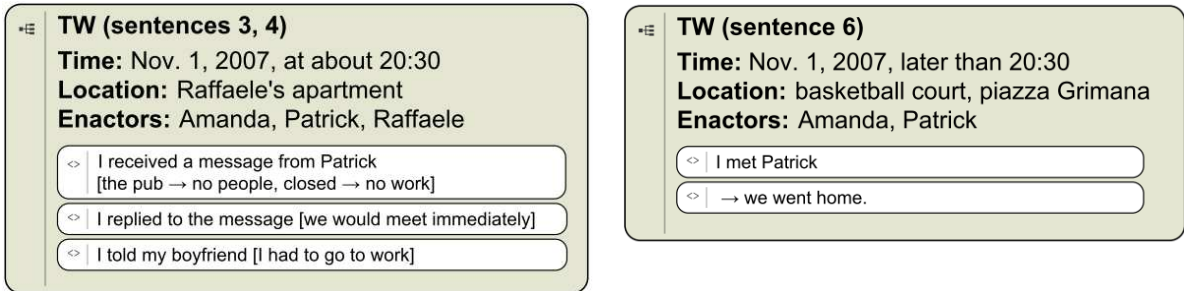 TW (sentences 3, 4)
Time: Nov. 1, 2007, at about 20:30
Location: Raffaele's apartment
Enactors: Amanda, Patrick, Raffaele
<> I received a message from Patrick
[the pub → no people, closed → no work]
<> I replied to the message [we would meet immediately]
<> I told my boyfriend [I had to go to work]
TW (sentence 6)
Time: Nov. 1, 2007, later than 20:30
Location: basketball court, piazza Grimana
Enactors: Amanda, Patrick
<> I met Patrick
<> → we went home.